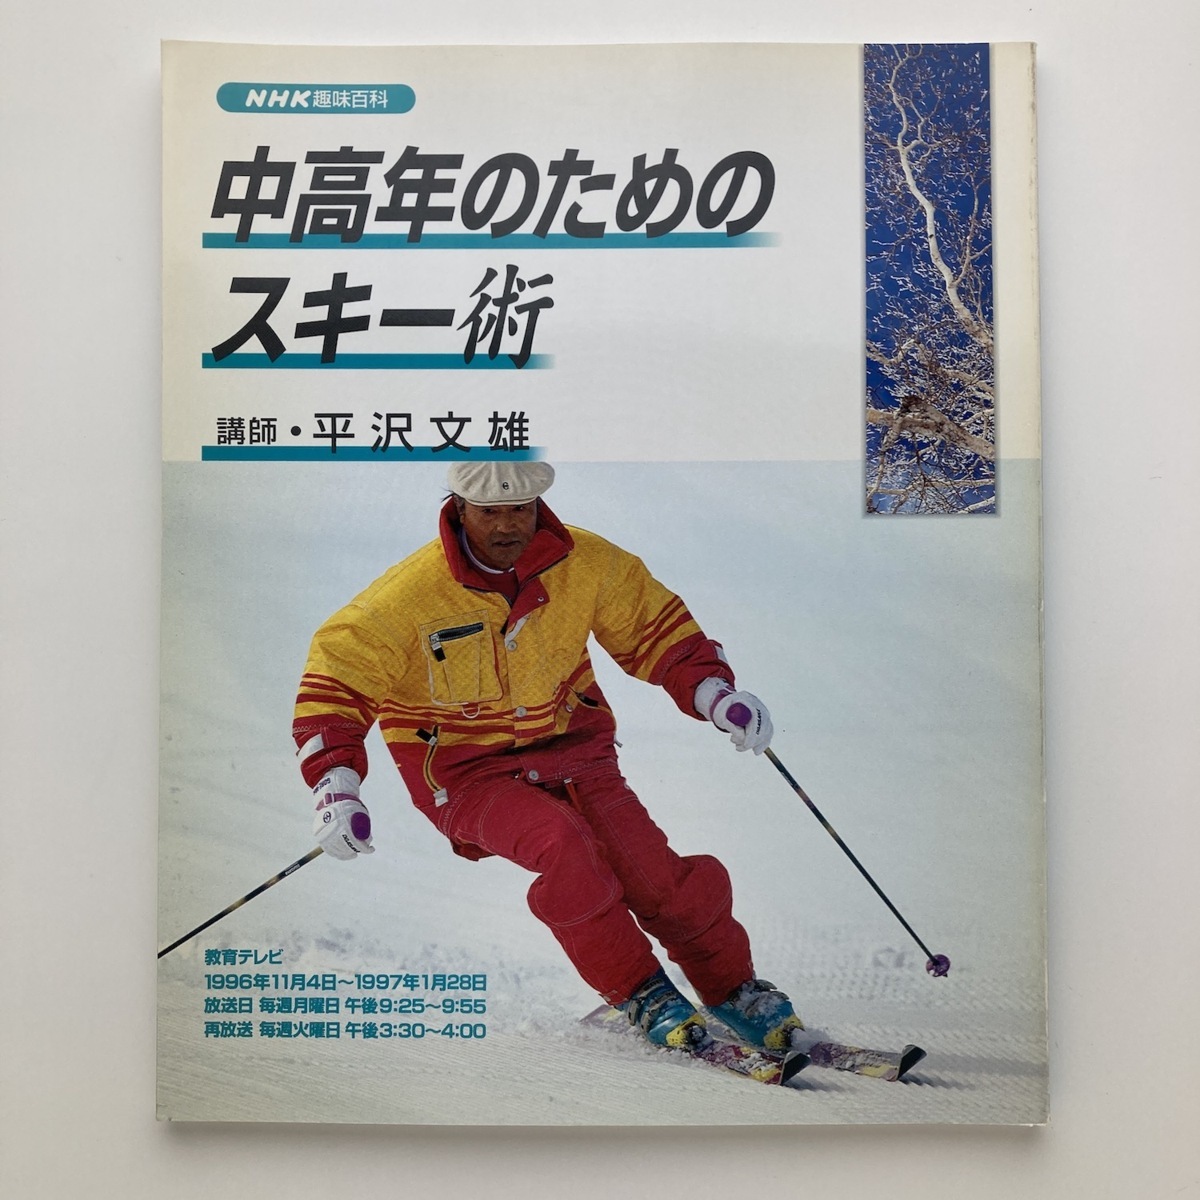 NHK趣味百科
中高年のための
スキー術
講師・平沢文雄
教育テレビ
1996年11月4日～1997年1月28日
放送日 毎週月曜日 午後9:25～9:55
再放送 毎週火曜日 午後3:30～4:00